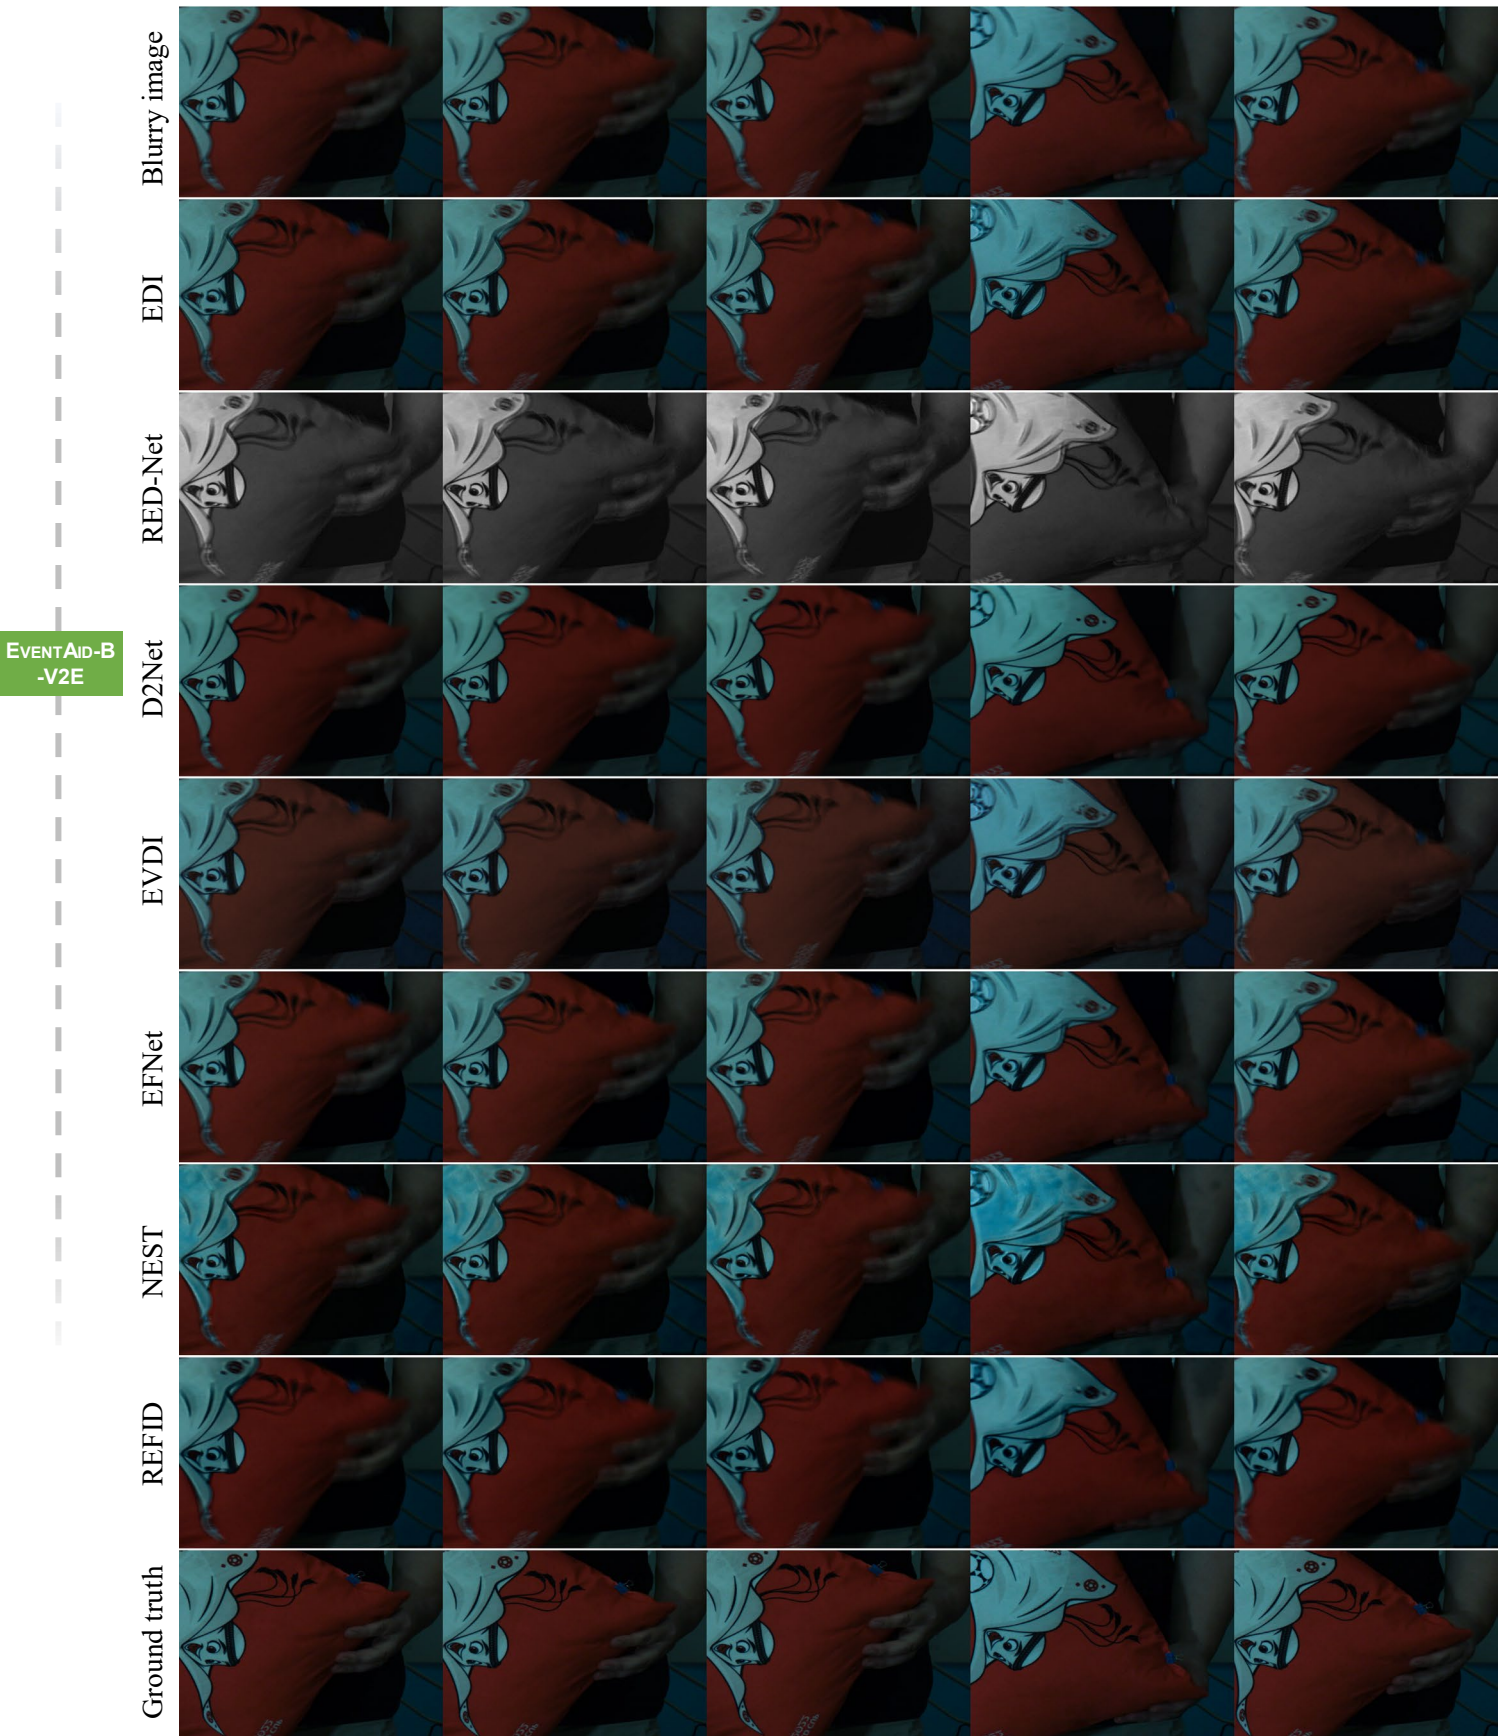 Blurry image
EDI
RED-Net
EVENTAID-B
-V2E
D2Net
EVDI
EFNet
NEST
REFID
Ground truth